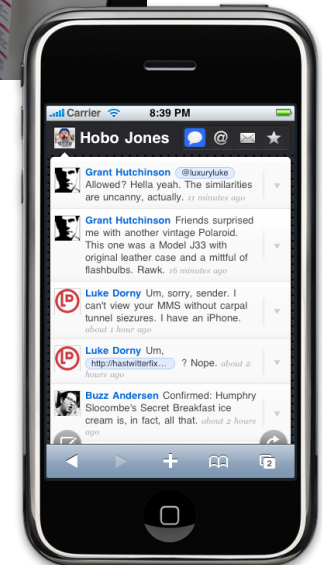 Carrier 8:39 PM
Hobo Jones @
Grant Hutchinson @luxuryluke
Allowed? Hella yeah. The similarities
are uncanny, actually. 11 minutes ago
Grant Hutchinson Friends surprised
me with another vintage Polaroid.
This one was a Model J33 with
original leather case and a mittful of
flashbulbs. Rawk. 16 minutes ago
Luke Dorny Um, sorry, sender. I
can't view your MMS without carpal
tunnel siezures. I have an iPhone.
about 1 hour ago
Luke Dorny Um,
http://hastwitterfix... ? Nope. about 2
hours ago
Buzz Andersen Confirmed: Humphry
Slocombe's Secret Breakfast ice
cream is, in fact, all that. about 2 hours
ago
2